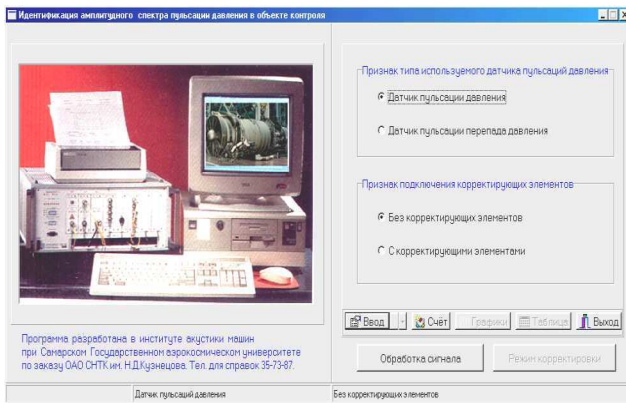 Идентификация амплитудного спектра пульсации давления в объекте контроля
Признак типа используемого датчика пульсаций давления
Датчик пульсации давления
Датчик пульсации перепада давления
Признак подключения корректирующих элементов
Без корректирующих элементов
С корректирующими элементами
Ввод Счёт Графики Таблица Выход
Программа разработана в институте акустики машин
при Самарском Государственном аэрокосмическом университете
по заказу ОАО СНТК им. Н.Д.Кузнецова. Тел. для справок 35-73-87.
Обработка сигнала Режим корректировки
Датчик пульсаций давления Без корректирующих элементов